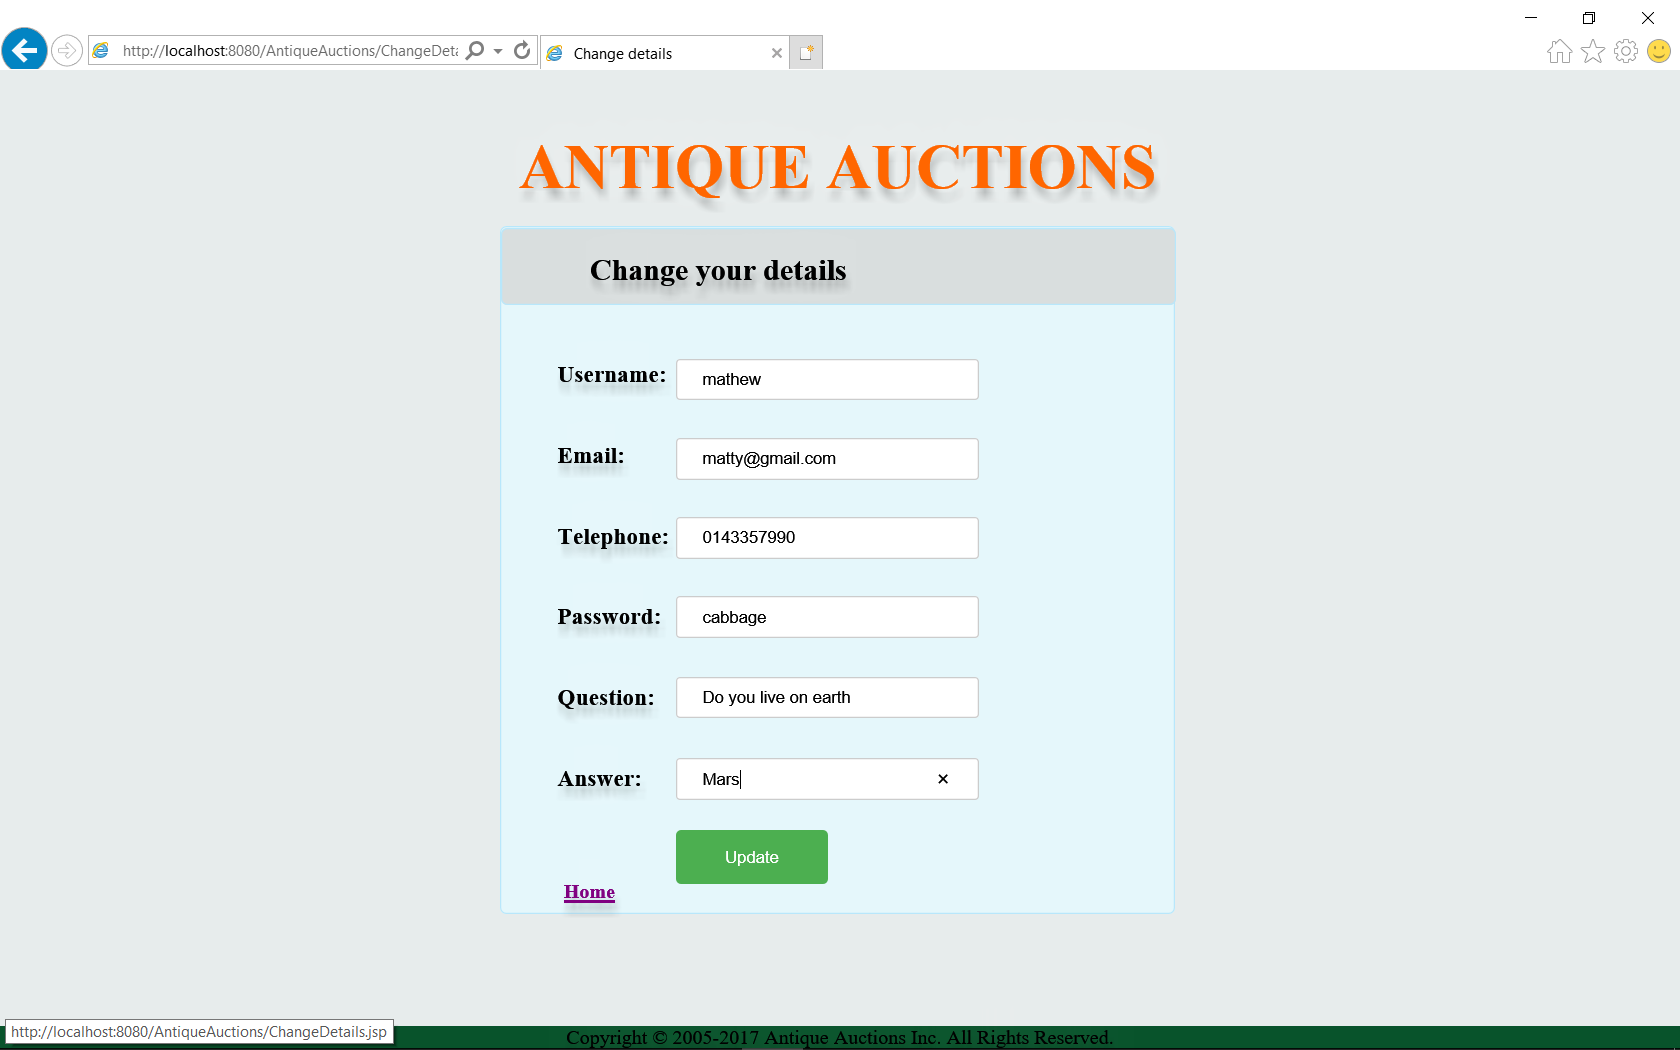 http://localhost:8080/AntiqueAuctions/ChangeDeta
Change details
ANTIQUE AUCTIONS
Change your details
Username: mathew
Email: matty@gmail.com
Telephone: 0143357990
Password: cabbage
Question: Do you live on earth
Answer: Mars
Update
Home
http://localhost:8080/AntiqueAuctions/ChangeDetails.jsp
Copyright © 2005-2017 Antique Auctions Inc. All Rights Reserved.